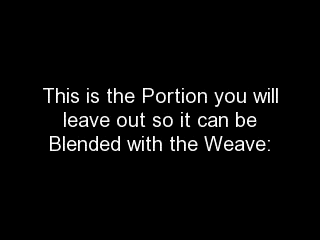 This is the Portion you will
leave out so it can be
Blended with the Weave: